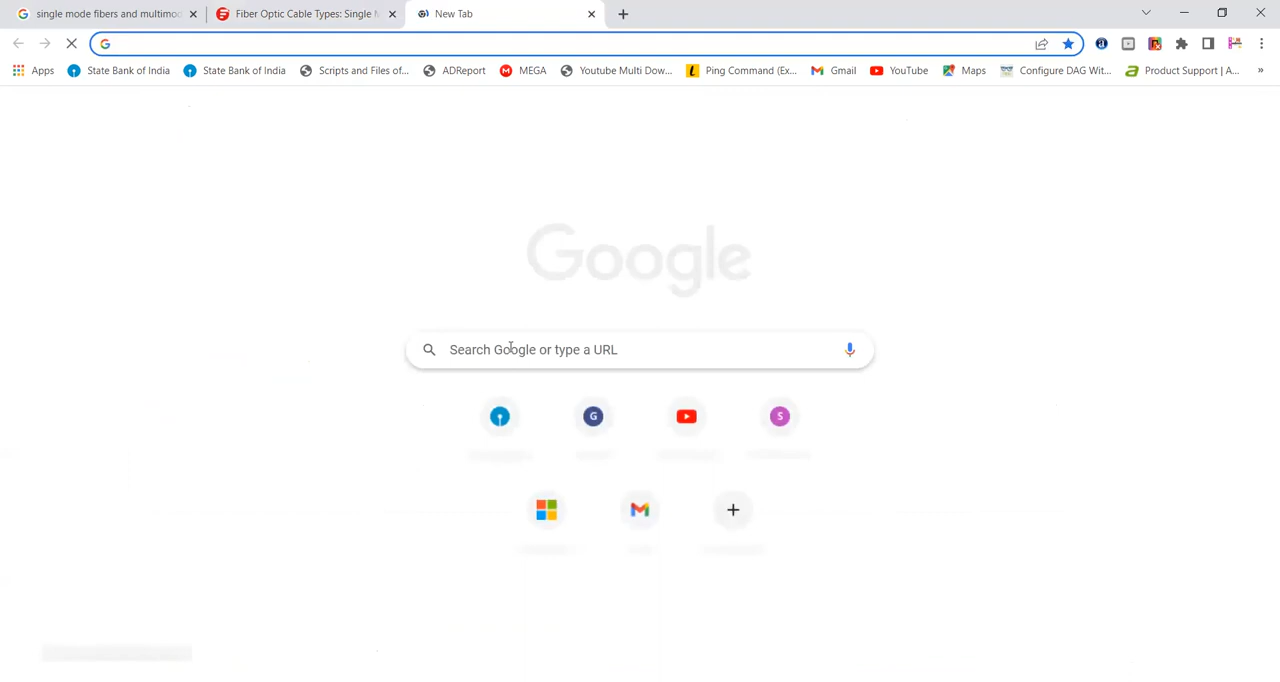 single mode fibers and multimod
Fiber Optic Cable Types: Single M
New Tab
Apps
State Bank of India
State Bank of India
Scripts and Files of...
ADReport
MEGA
Youtube Multi Dow...
Ping Command (Ex...
Gmail
YouTube
Maps
Configure DAG Wit...
Product Support | A...
»
Google
Search Google or type a URL
G
S